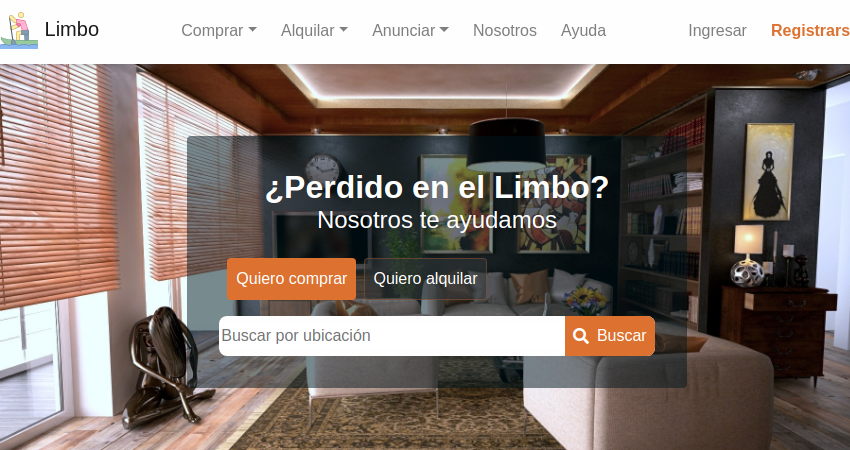 Limbo Comprar Alquilar Anunciar Nosotros Ayuda Ingresar Registrars
¿Perdido en el Limbo?
Nosotros te ayudamos
Quiero comprar Quiero alquilar
Buscar por ubicación Buscar